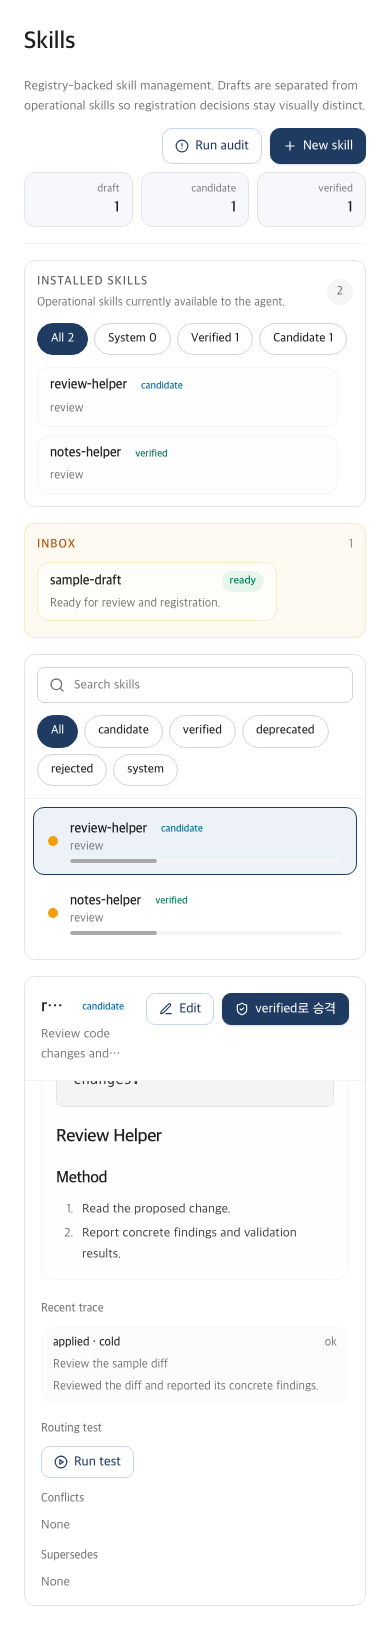 Skills
Registry-backed skill management. Drafts are separated from
operational skills so registration decisions stay visually distinct.
Run audit
New skill
draft
1
candidate
1
verified
1
INSTALLED SKILLS
Operational skills currently available to the agent.
2
All 2
System 0
Verified 1
Candidate 1
review-helper candidate
review
notes-helper verified
review
INBOX
1
sample-draft
ready
Ready for review and registration.
Search skills
All
candidate
verified
deprecated
rejected
system
review-helper candidate
review
notes-helper verified
review
r··· candidate
Edit
verified로 승격
Review code
changes and···
changes.
Review Helper
Method
1. Read the proposed change.
2. Report concrete findings and validation
results.
Recent trace
applied · cold
ok
Review the sample diff
Reviewed the diff and reported its concrete findings.
Routing test
Run test
Conflicts
None
Supersedes
None